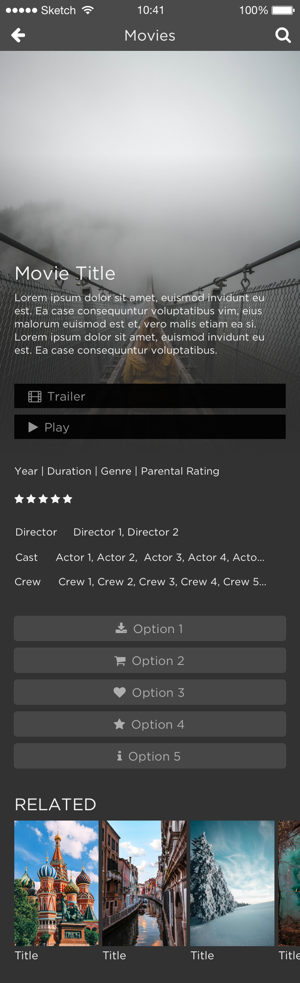 Sketch 10:41 100%
Movies
Movie Title
Lorem ipsum dolor sit amet, euismod invidunt eu
est. Ea case consequuntur voluptatibus vim, eius
malorum euismod est et, vero malis etiam ea si.
Lorem ipsum dolor sit amet, euismod invidunt eu
est. Ea case consequuntur voluptatibus.
Trailer
Play
Year | Duration | Genre | Parental Rating
Director Director 1, Director 2
Cast Actor 1, Actor 2, Actor 3, Actor 4, Acto...
Crew Crew 1, Crew 2, Crew 3, Crew 4, Crew 5...
Option 1
Option 2
Option 3
Option 4
Option 5
RELATED
Title Title Title Title